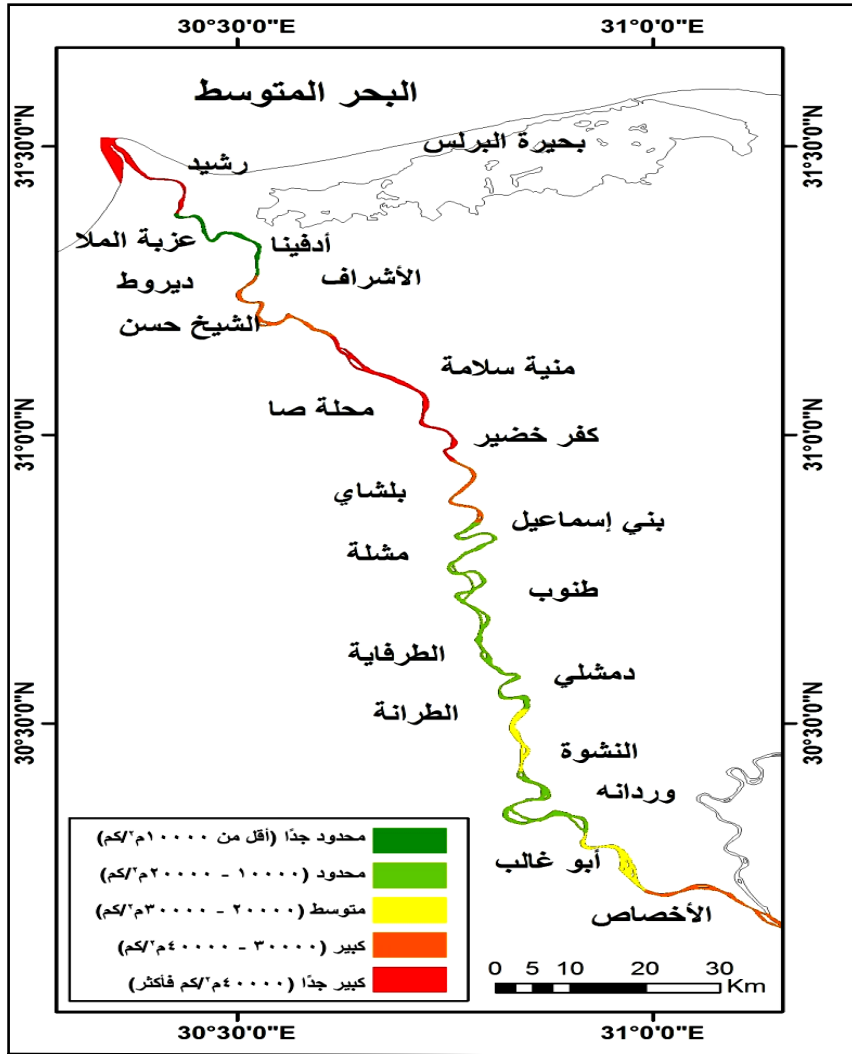 30°30'0"E
31°0'0"E
31°30'0"N
31°30'0"N
البحر المتوسط
بحيرة البرلس
رشيد
عزبة الملا
أدفينا
ديروط
الأشراف
الشيخ حسن
منية سلامة
محلة صا
31°0'0"N
31°0'0"N
كفر خضير
بلشاي
بني إسماعيل
مشلة
طنوب
الطرفاية
دمشلي
الطرانة
30°30'0"N
30°30'0"N
النشوة
وردانه
أبو غالب
الأخصاص
محدود جدًا (أقل من ١٠٠٠٠م٢/كم)
محدود (١٠٠٠٠ - ٢٠٠٠٠م٢/كم)
متوسط (٢٠٠٠٠ - ٣٠٠٠٠م٢/كم)
كبير (٣٠٠٠٠ - ٤٠٠٠٠م٢/كم)
كبير جدًا (٤٠٠٠٠م٢/كم فأكثر)
0 5 10 20 30
Km
30°30'0"E
31°0'0"E